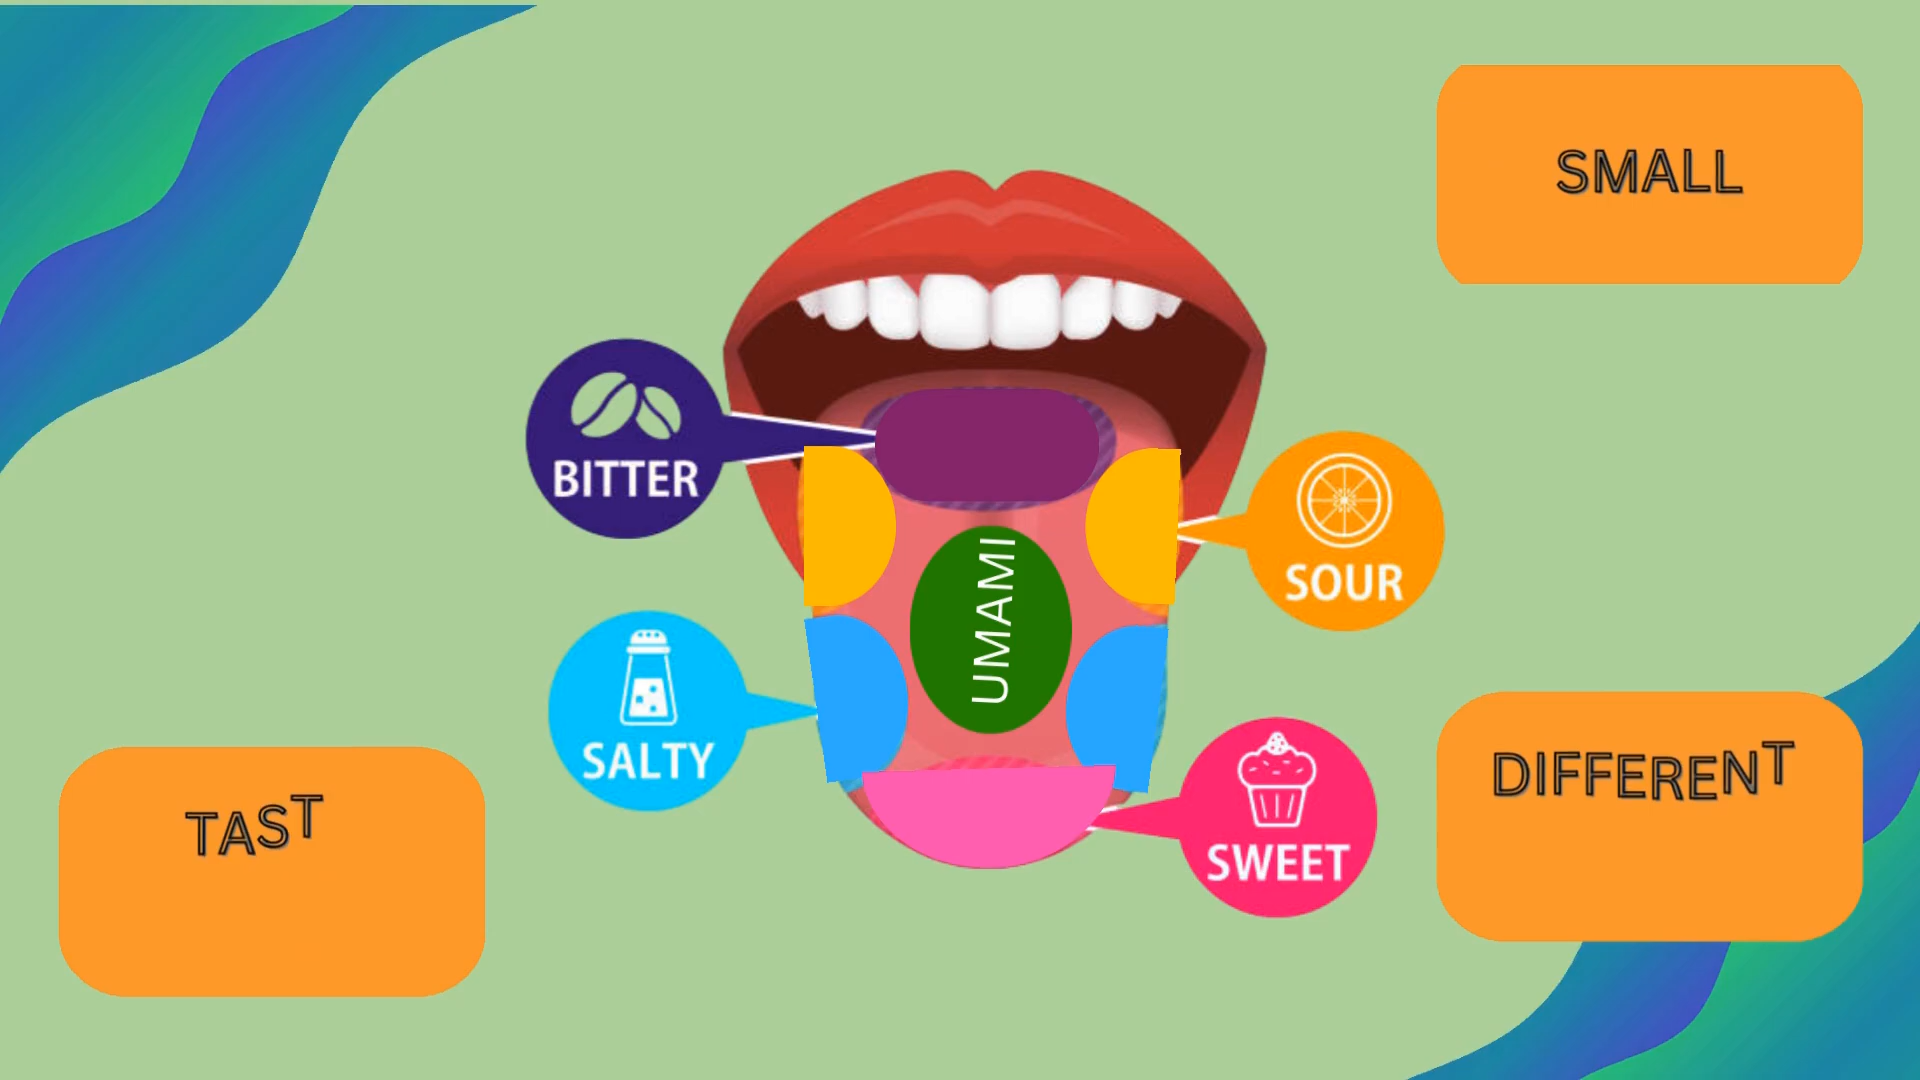 SMALL
BITTER
SOUR
UMAMI
SALTY
DIFFERENT
TAST
SWEET